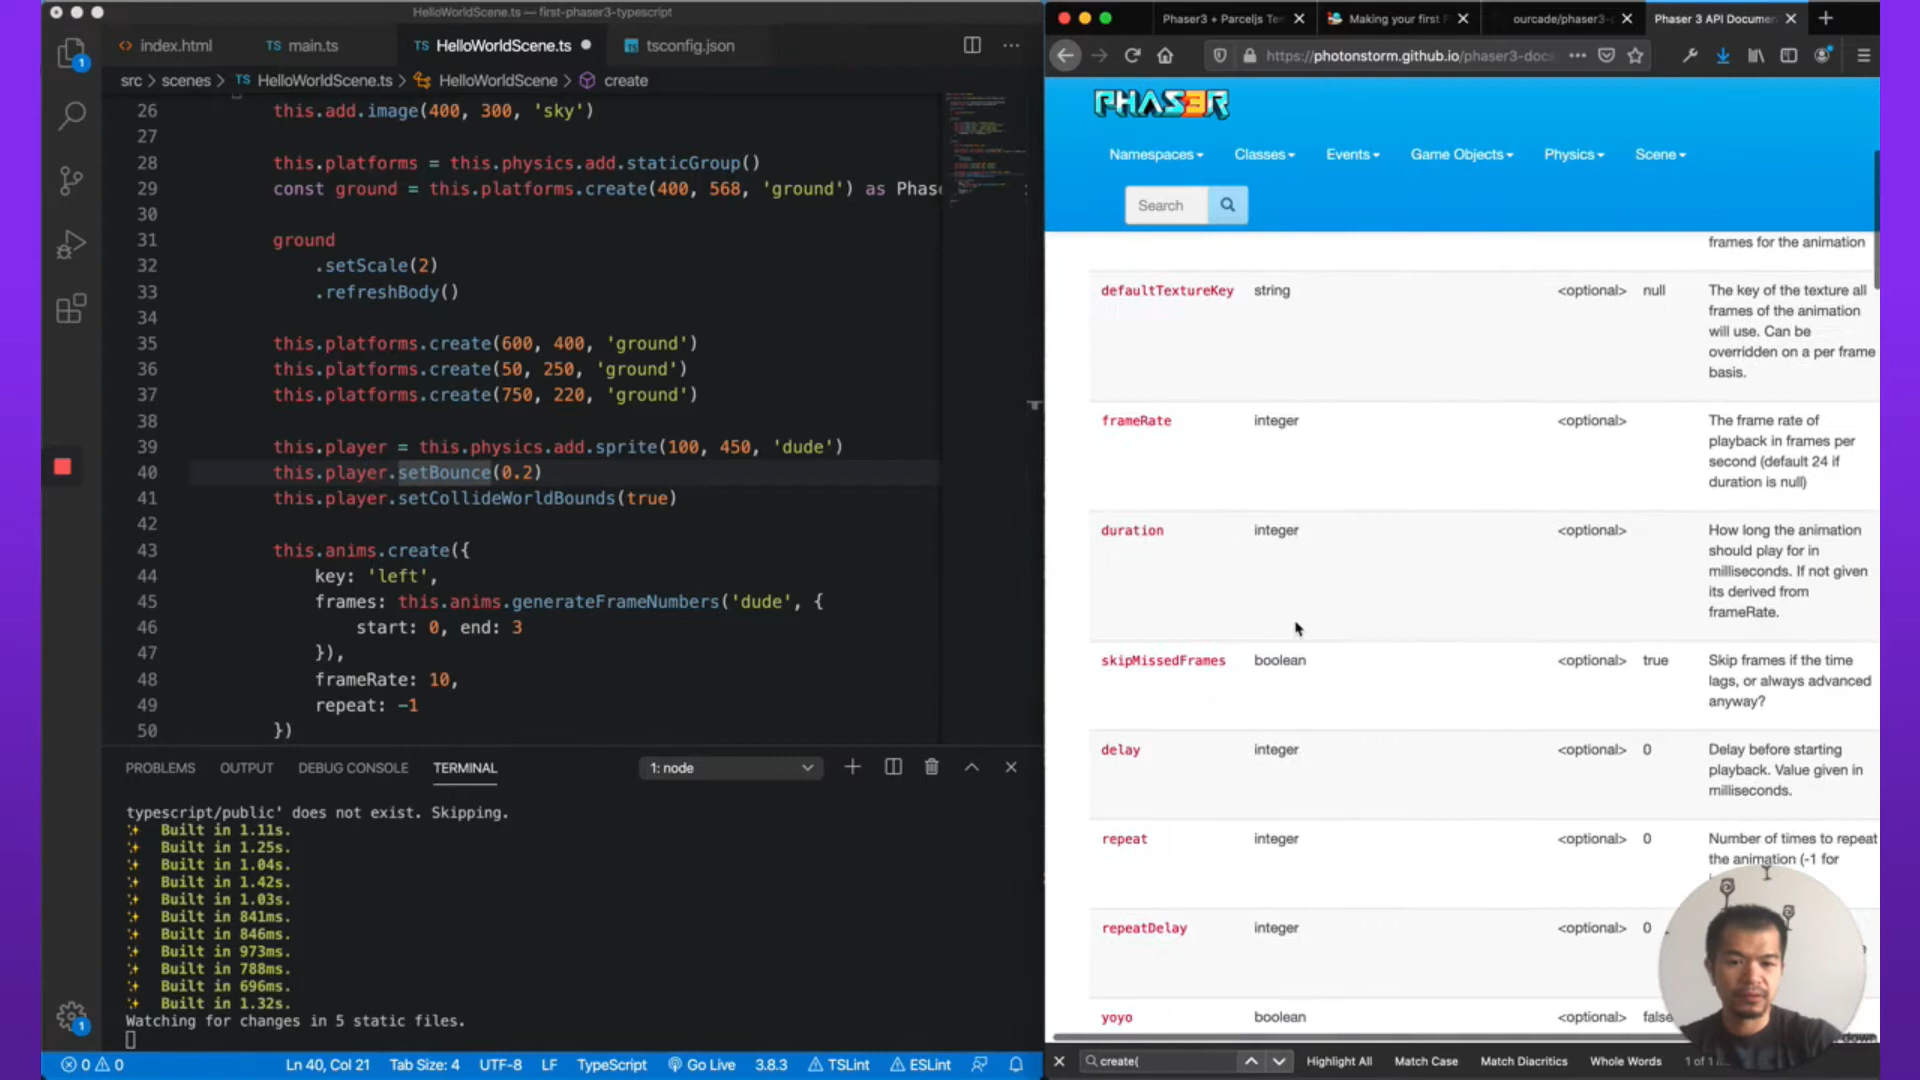 HelloWorldScene.ts — first-phaser3-typescript
index.html
TS main.ts
TS HelloWorldScene.ts
tsconfig.json
src > scenes > TS HelloWorldScene.ts > HelloWorldScene > create
26 this.add.image(400, 300, 'sky')
27
28 this.platforms = this.physics.add.staticGroup()
29 const ground = this.platforms.create(400, 568, 'ground') as Phase
30
31 ground
32 .setScale(2)
33 .refreshBody()
34
35 this.platforms.create(600, 400, 'ground')
36 this.platforms.create(50, 250, 'ground')
37 this.platforms.create(750, 220, 'ground')
38
39 this.player = this.physics.add.sprite(100, 450, 'dude')
40 this.player.setBounce(0.2)
41 this.player.setCollideWorldBounds(true)
42
43 this.anims.create({
44 key: 'left',
45 frames: this.anims.generateFrameNumbers('dude', {
46 start: 0, end: 3
47 }),
48 frameRate: 10,
49 repeat: -1
50 })
PROBLEMS OUTPUT DEBUG CONSOLE TERMINAL 1: node
typescript/public' does not exist. Skipping.
Built in 1.11s.
Built in 1.25s.
Built in 1.04s.
Built in 1.42s.
Built in 1.03s.
Built in 841ms.
Built in 846ms.
Built in 973ms.
Built in 788ms.
Built in 696ms.
Built in 1.32s.
Watching for changes in 5 static files.
1
1
0 0 Ln 40, Col 21 Tab Size: 4 UTF-8 LF TypeScript Go Live 3.8.3 TSLint ESLint
Phaser3 + Parceljs Te
Making your first F
ourcade/phaser3-
Phaser 3 API Documen
https://photonstorm.github.io/phaser3-docs
PHAS3R
Namespaces Classes Events Game Objects Physics Scene
Search
frames for the animation
defaultTextureKey string <optional> null The key of the texture all
frames of the animation
will use. Can be
overridden on a per frame
basis.
frameRate integer <optional> The frame rate of
playback in frames per
second (default 24 if
duration is null)
duration integer <optional> How long the animation
should play for in
milliseconds. If not given
its derived from
frameRate.
skipMissedFrames boolean <optional> true Skip frames if the time
lags, or always advanced
anyway?
delay integer <optional> 0 Delay before starting
playback. Value given in
milliseconds.
repeat integer <optional> 0 Number of times to repeat
the animation (-1 for
repeatDelay integer <optional> 0
yoyo boolean <optional> false
down
create( Highlight All Match Case Match Diacritics Whole Words 1 of 1